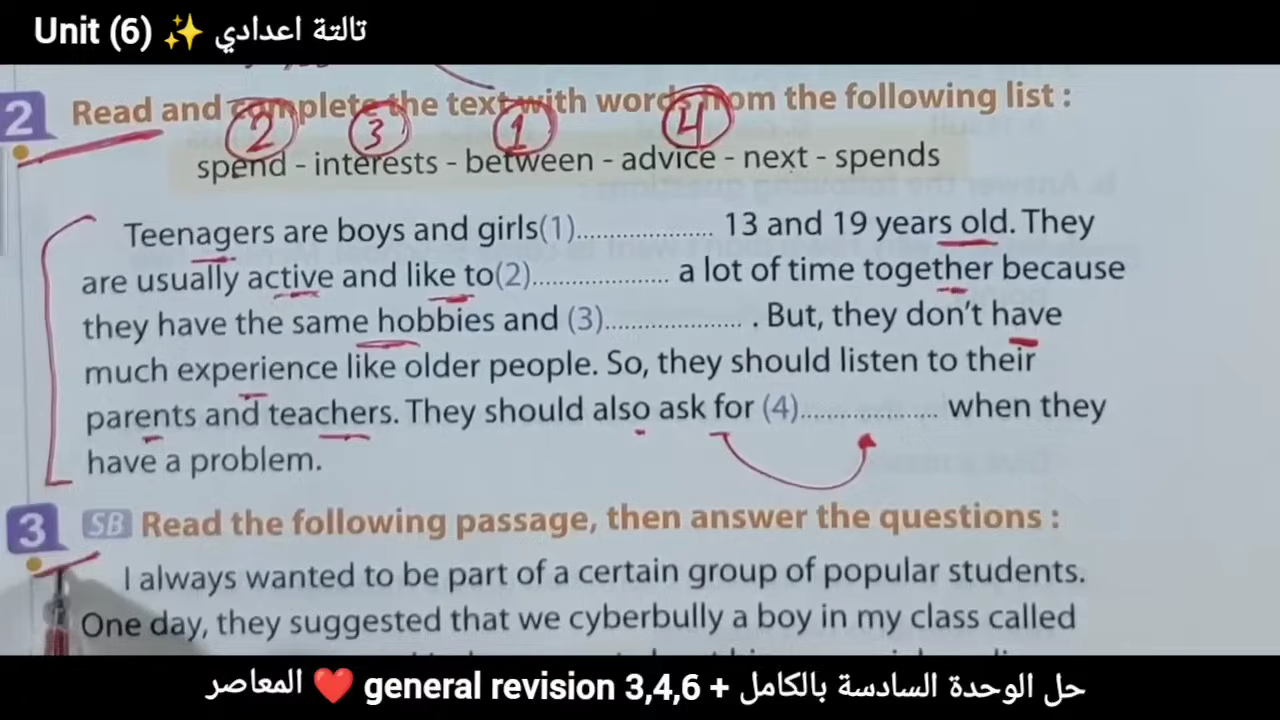 Unit (6) ✨ تالتة اعدادي
2 Read and complete the text with words from the following list :
2 3 1 4
spend - interests - between - advice - next - spends
Teenagers are boys and girls(1).................... 13 and 19 years old. They
are usually active and like to(2).................... a lot of time together because
they have the same hobbies and (3).................... . But, they don't have
much experience like older people. So, they should listen to their
parents and teachers. They should also ask for (4).................... when they
have a problem.
3 SB Read the following passage, then answer the questions :
I always wanted to be part of a certain group of popular students.
One day, they suggested that we cyberbully a boy in my class called
حل الوحدة السادسة بالكامل + general revision 3,4,6 ❤️ المعاصر